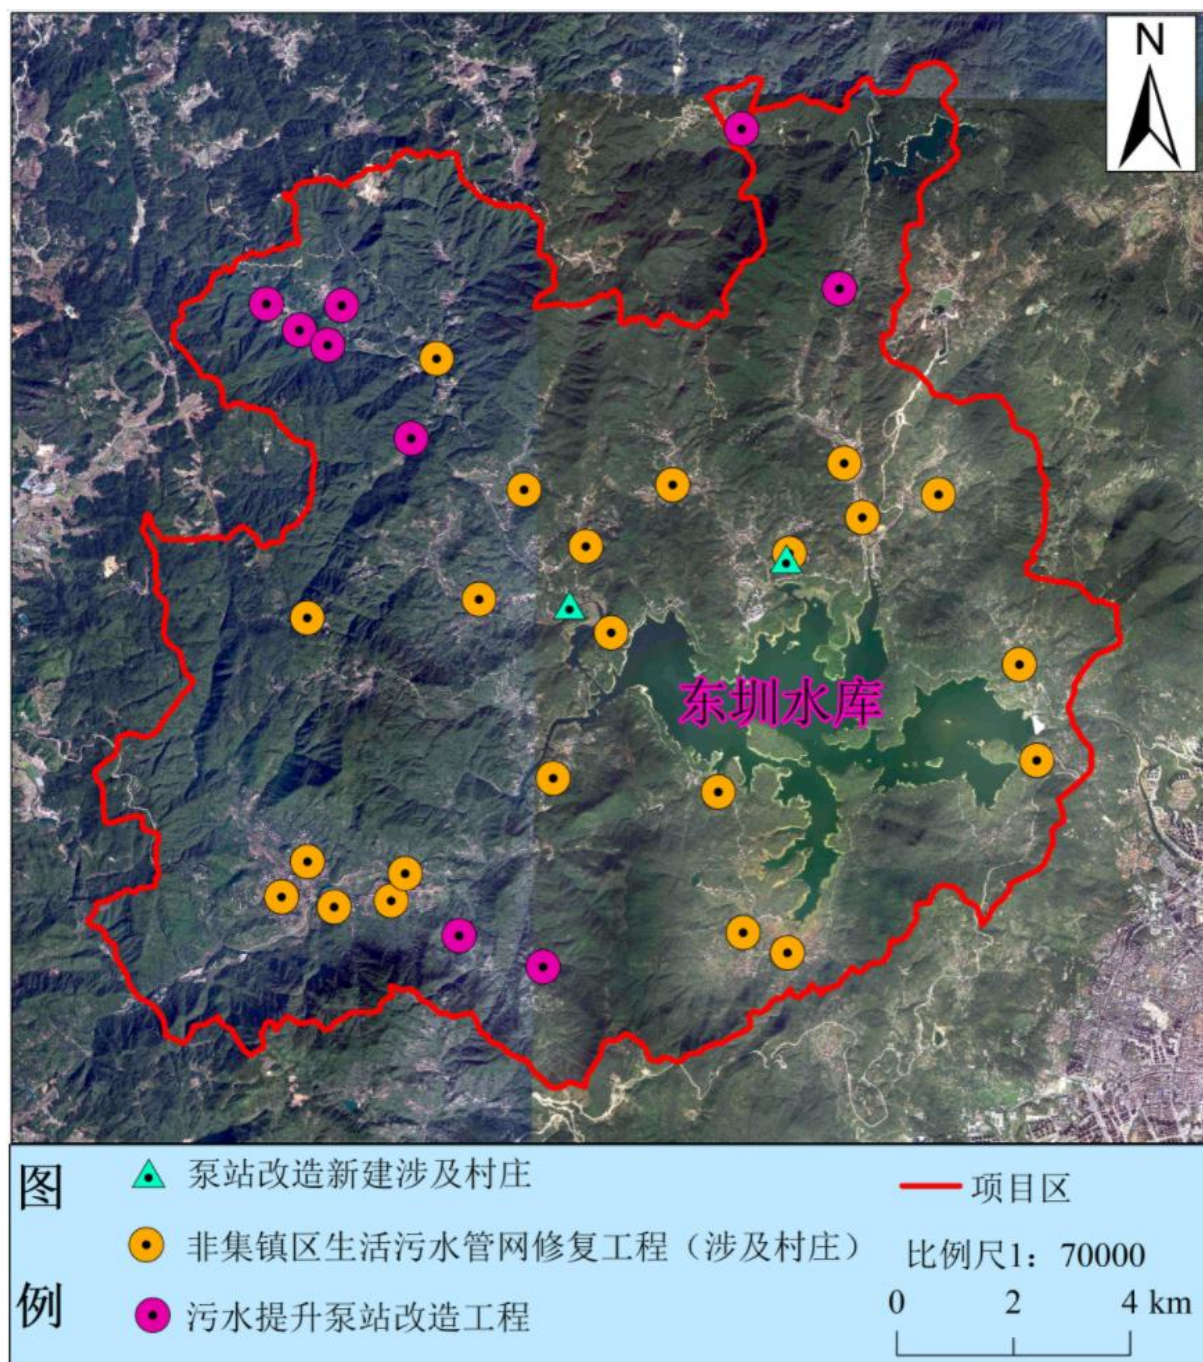 N
东圳水库
图例
泵站改造新建涉及村庄
非集镇区生活污水管网修复工程（涉及村庄）
污水提升泵站改造工程
项目区
比例尺1：70000
0 2 4 km